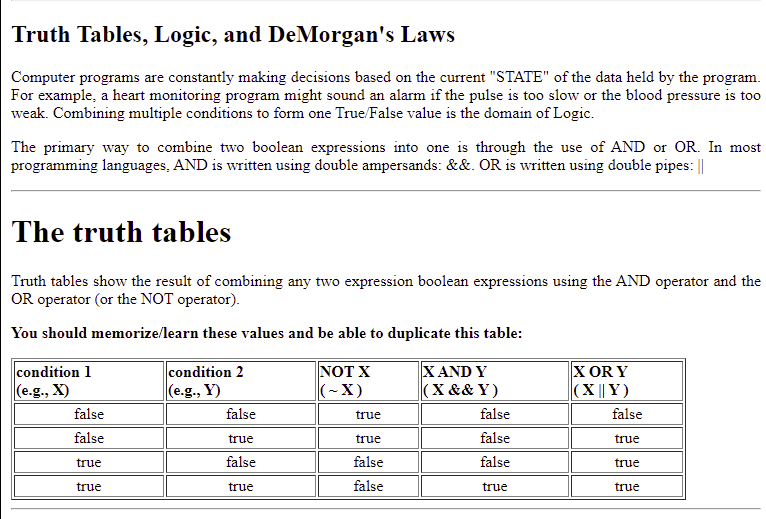 Truth Tables, Logic, and DeMorgan's Laws
Computer programs are constantly making decisions based on the current "STATE" of the data held by the program.
For example, a heart monitoring program might sound an alarm if the pulse is too slow or the blood pressure is too
weak. Combining multiple conditions to form one True/False value is the domain of Logic.
The primary way to combine two boolean expressions into one is through the use of AND or OR. In most
programming languages, AND is written using double ampersands: &&. OR is written using double pipes: ||
The truth tables
Truth tables show the result of combining any two expression boolean expressions using the AND operator and the
OR operator (or the NOT operator).
You should memorize/learn these values and be able to duplicate this table:
condition 1 condition 2 NOT X X AND Y X OR Y
(e.g., X) (e.g., Y) ( ~ X ) ( X && Y ) ( X || Y )
false false true false false
false true true false true
true false false false true
true true false true true